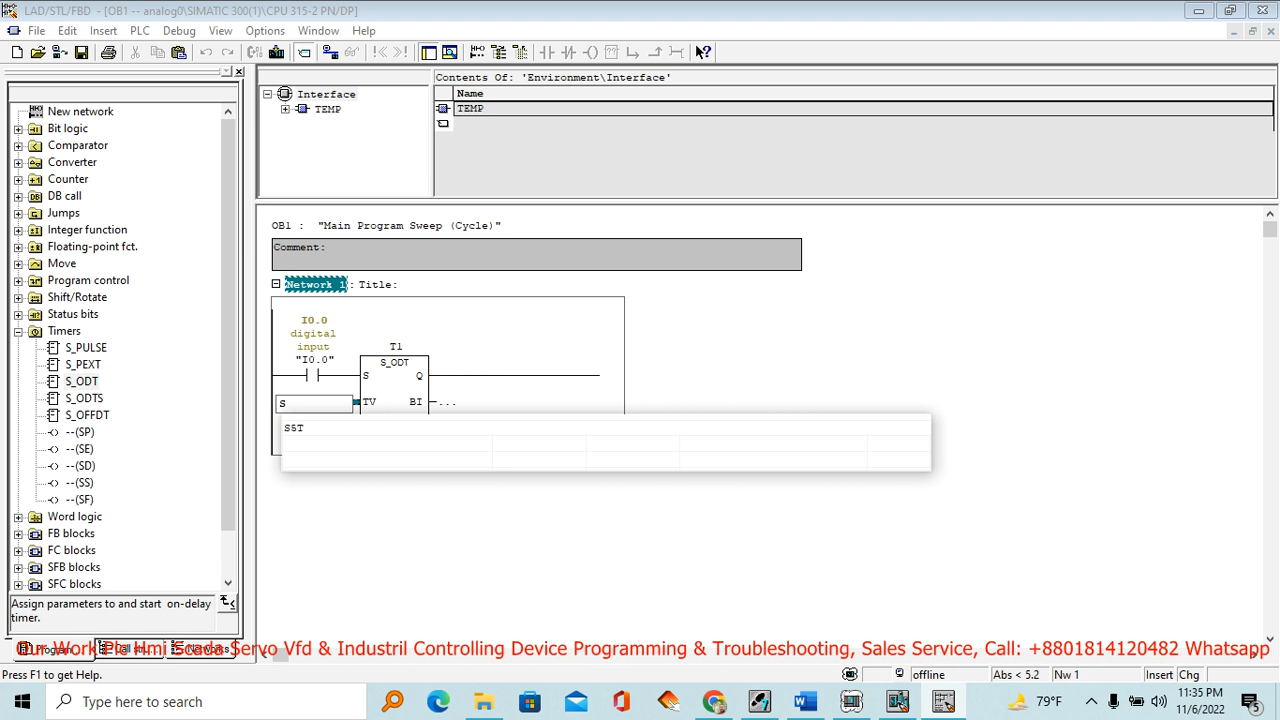 LAD/STL/FBD - [OB1 -- analog0\SIMATIC 300(1)\CPU 315-2 PN/DP]
File Edit Insert PLC Debug View Options Window Help
Contents Of: 'Environment\Interface'
Interface
TEMP
Name
TEMP
New network
Bit logic
Comparator
Converter
Counter
DB call
Jumps
Integer function
Floating-point fct.
Move
Program control
Shift/Rotate
Status bits
Timers
S_PULSE
S_PEXT
S_ODT
S_ODTS
S_OFFDT
--(SP)
--(SE)
--(SD)
--(SS)
--(SF)
Word logic
FB blocks
FC blocks
SFB blocks
SFC blocks
Assign parameters to and start on-delay
timer.
OB1 : "Main Program Sweep (Cycle)"
Comment:
Network 1: Title:
I0.0
digital
input
"I0.0"
T1
S_ODT
S Q
S TV BI ...
S5T
Our Work Plc Hmi Ecada Servo Vfd & Industril Controlling Device Programming & Troubleshooting, Sales Service, Call: +8801814120482 Whatsapp
Press F1 to get Help.
offline Abs < 5.2 Nw 1 Insert Chg
Type here to search
79°F
11:35 PM
11/6/2022
5